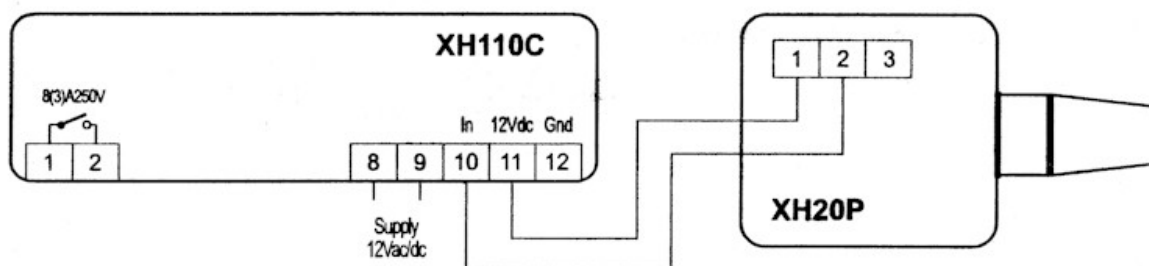 XH110C
8(3)A250V
In 12Vdc Gnd
1 2 8 9 10 11 12
Supply
12Vac/dc
1 2 3
XH20P